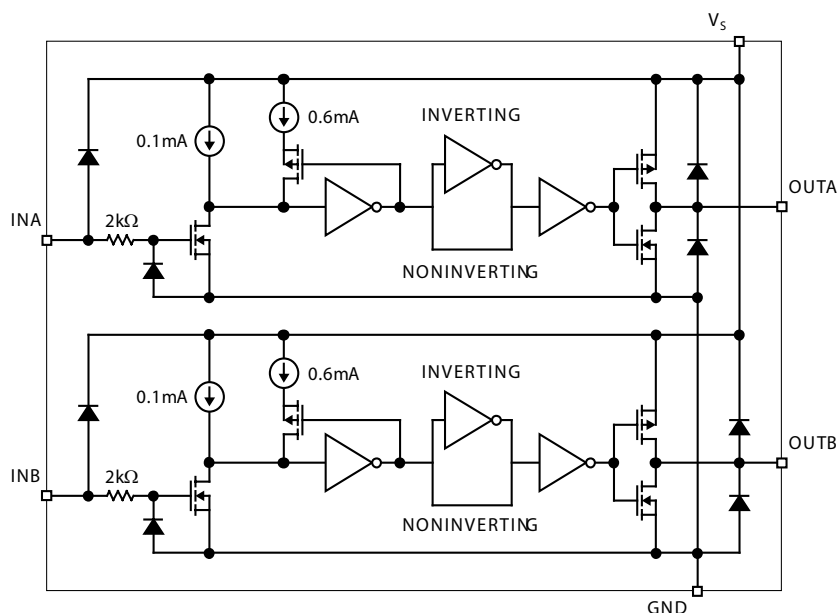 VS
0.6mA
INVERTING
0.1mA
OUTA
INA
2kΩ
NONINVERTING
0.6mA
INVERTING
0.1mA
OUTB
INB
2kΩ
NONINVERTING
GND